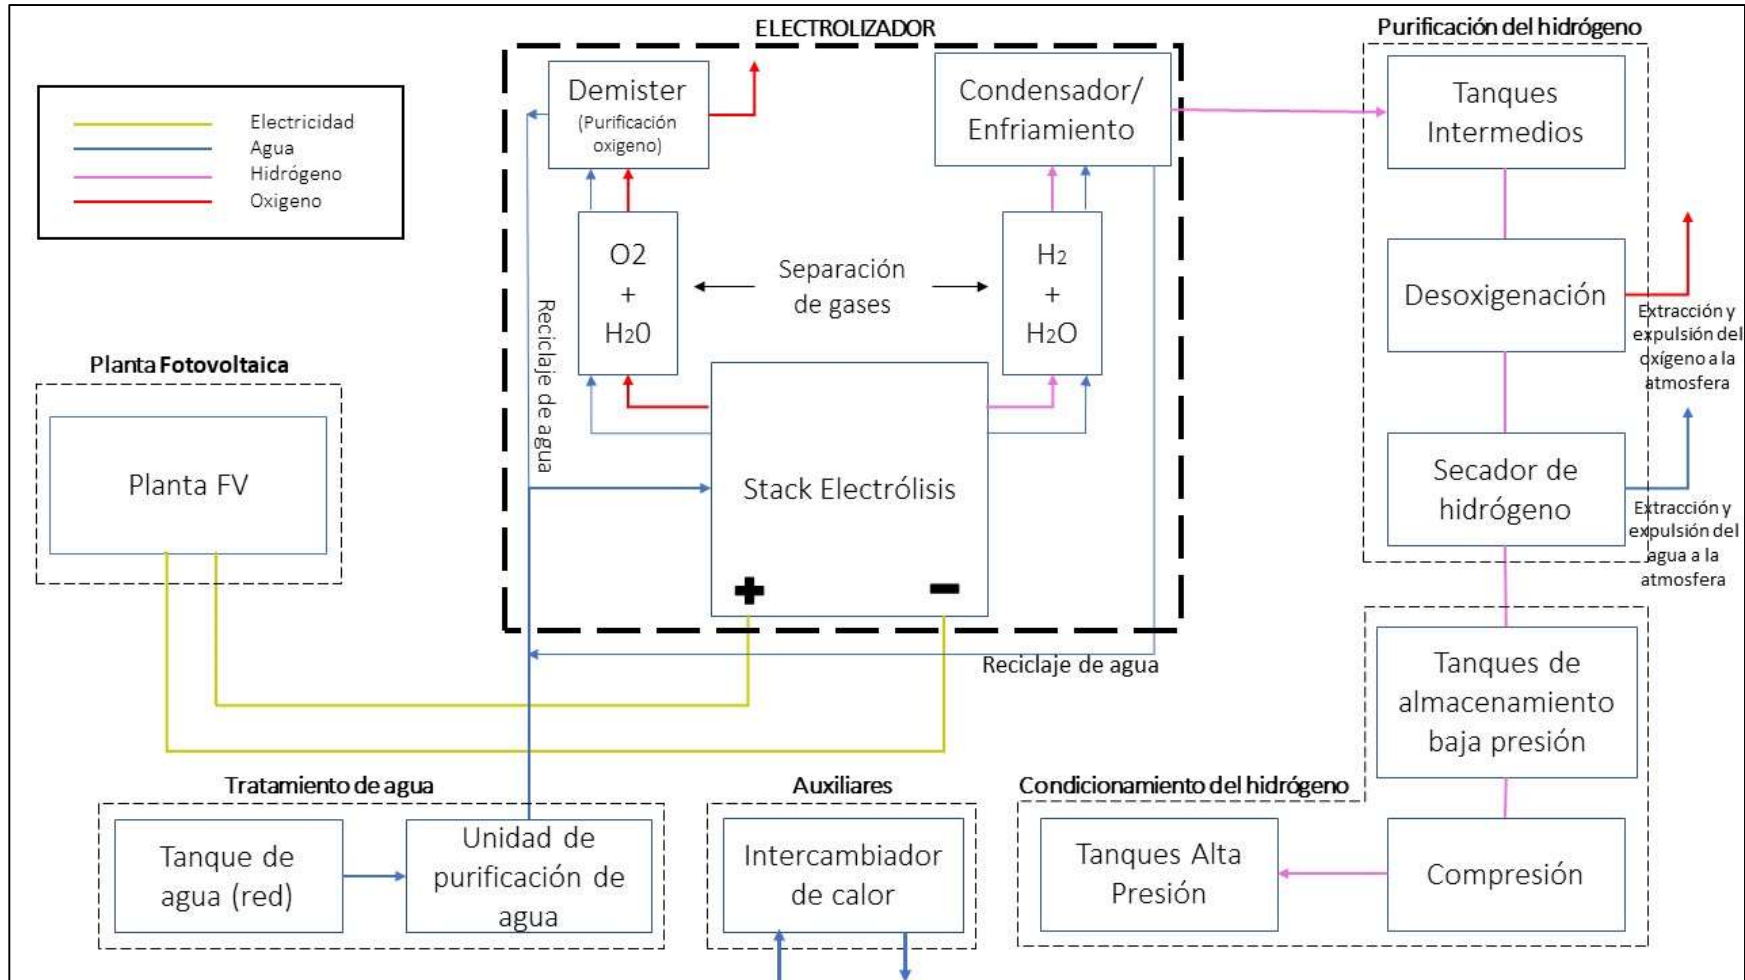 ELECTROLIZADOR
Purificación del hidrógeno
Electricidad
Agua
Hidrógeno
Oxigeno
Demister
(Purificación
oxigeno)
Condensador/
Enfriamiento
Tanques
Intermedios
O2
+
H20
Separación
de gases
H2
+
H2O
Desoxigenación
Extracción y
expulsión del
oxígeno a la
atmosfera
Reciclaje de agua
Planta Fotovoltaica
Planta FV
Stack Electrólisis
+
-
Secador de
hidrógeno
Extracción y
expulsión del
agua a la
atmosfera
Reciclaje de agua
Tanques de
almacenamiento
baja presión
Tratamiento de agua
Tanque de
agua (red)
Unidad de
purificación de
agua
Auxiliares
Intercambiador
de calor
Condicionamiento del hidrógeno
Tanques Alta
Presión
Compresión